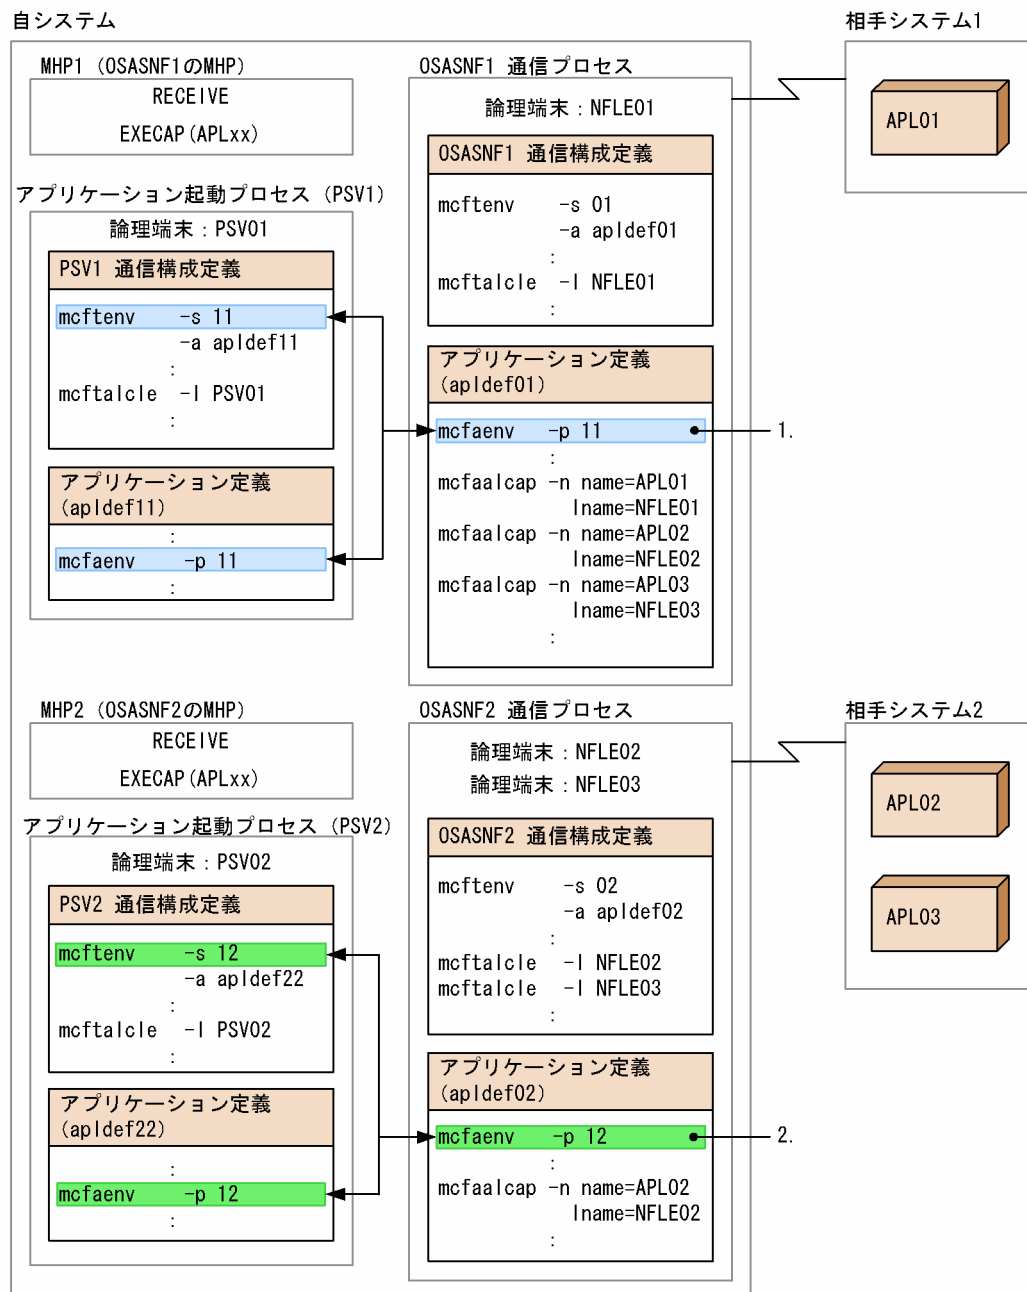 自システム
相手システム1
MHP1 (OSASNF1のMHP)
RECEIVE
EXECAP(APLxx)
OSASNF1 通信プロセス
論理端末：NFLE01
APL01
OSASNF1 通信構成定義
mcftenv -s 01
-a apldef01
:
mcftalcle -l NFLE01
:
アプリケーション起動プロセス (PSV1)
論理端末：PSV01
PSV1 通信構成定義
mcftenv -s 11
-a apldef11
:
mcftalcle -l PSV01
:
アプリケーション定義
(apldef11)
:
mcfaenv -p 11
:
アプリケーション定義
(apldef01)
mcfaenv -p 11
1.
:
mcfaalcap -n name=APL01
lname=NFLE01
mcfaalcap -n name=APL02
lname=NFLE02
mcfaalcap -n name=APL03
lname=NFLE03
:
MHP2 (OSASNF2のMHP)
RECEIVE
EXECAP(APLxx)
OSASNF2 通信プロセス
論理端末：NFLE02
論理端末：NFLE03
相手システム2
APL02
APL03
OSASNF2 通信構成定義
mcftenv -s 02
-a apldef02
:
mcftalcle -l NFLE02
mcftalcle -l NFLE03
:
アプリケーション起動プロセス (PSV2)
論理端末：PSV02
PSV2 通信構成定義
mcftenv -s 12
-a apldef22
:
mcftalcle -l PSV02
:
アプリケーション定義
(apldef22)
:
mcfaenv -p 12
:
アプリケーション定義
(apldef02)
mcfaenv -p 12
2.
:
mcfaalcap -n name=APL02
lname=NFLE02
: